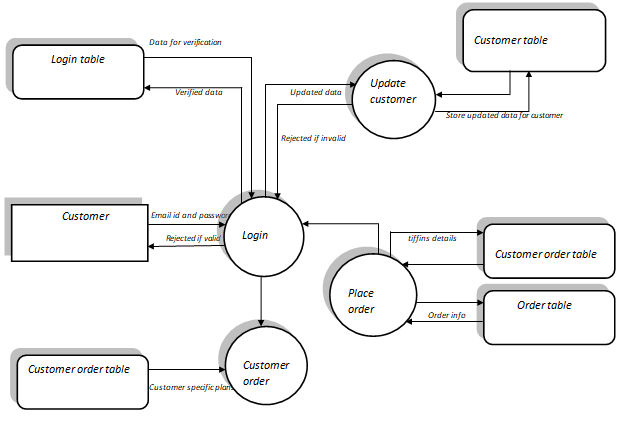 Data for verification
Login table
Customer table
Verified data
Updated data
Update
customer
Store updated data for customer
Rejected if invalid
Customer
Email id and passwor
Rejected if valid
Login
tiffins details
Customer order table
Place
order
Order table
Order info
Customer order table
Customer specific plan
Customer
order